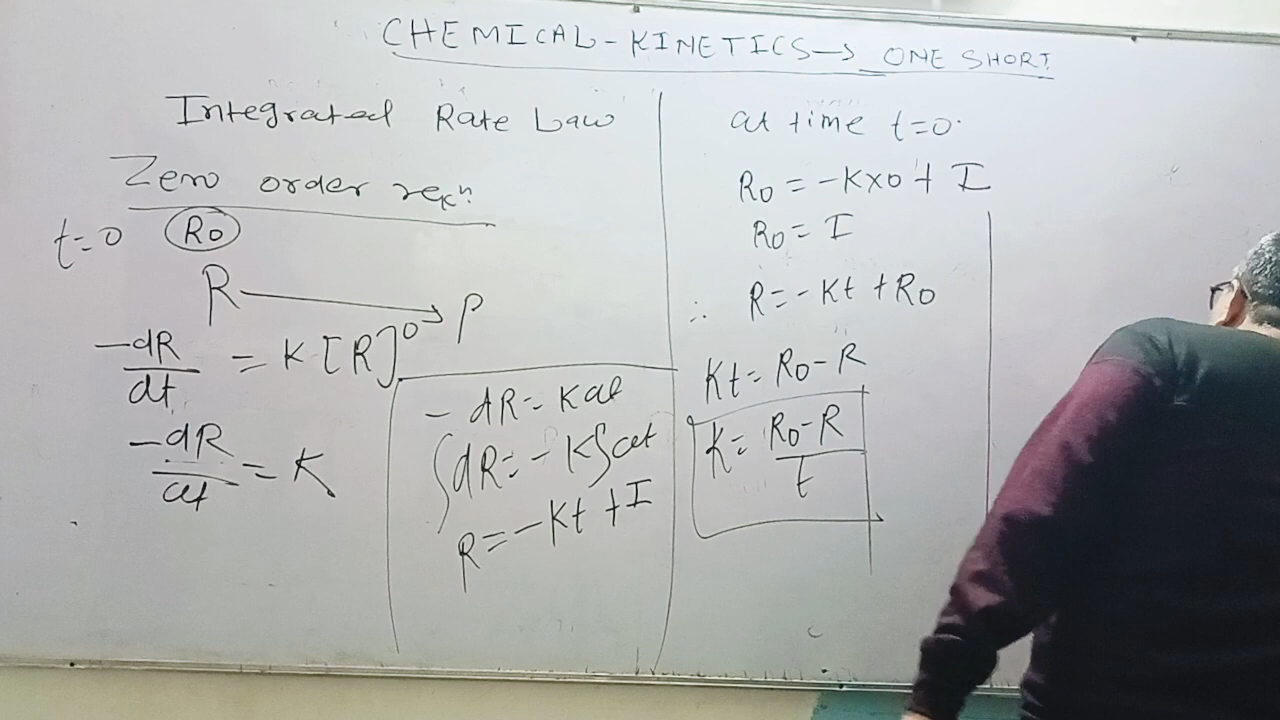 CHEMICAL-KINETICS → ONE SHORT
Integrated Rate Law
Zero order rexn.
t=0 R0
R → P
-dR/dt = K[R]^0
-dR/dt = K
-dR = Kdt
∫dR = -K∫dt
R = -Kt + I
at time t=0.
R0 = -K×0 + I
R0 = I
∴ R = -Kt + R0
Kt = R0 - R
K = R0 - R / t